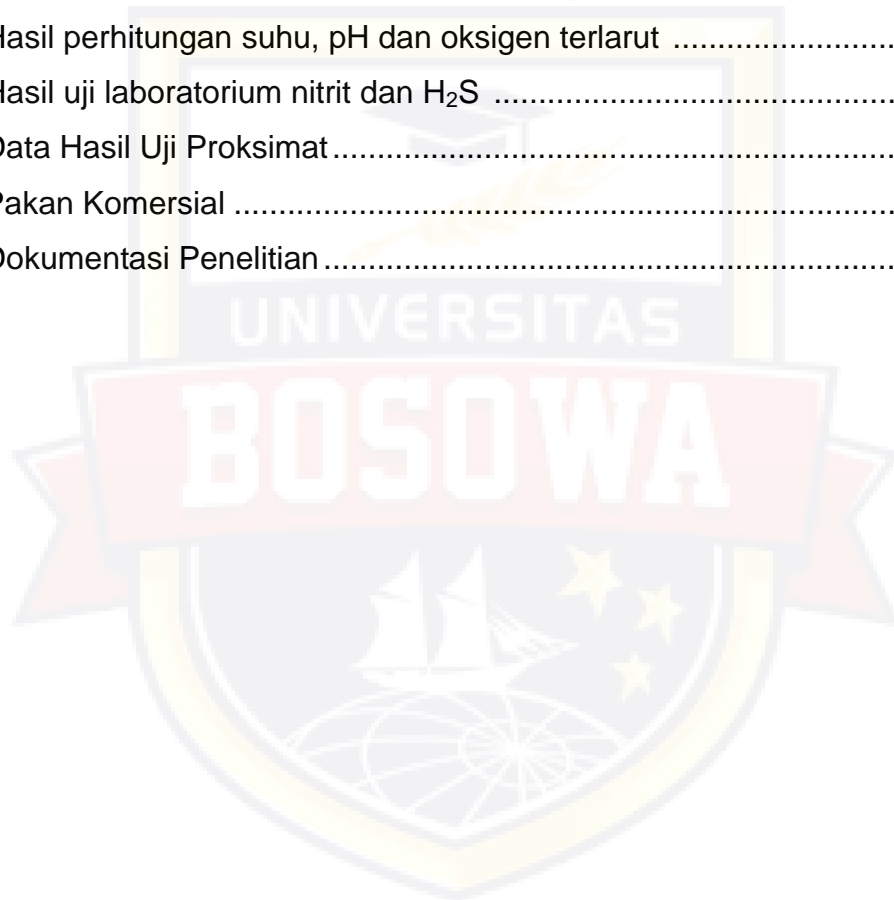 Hasil perhitungan suhu, pH dan oksigen terlarut ........................
Hasil uji laboratorium nitrit dan H₂S .............................................
Data Hasil Uji Proksimat ...............................................................
Pakan Komersial ..........................................................................
Dokumentasi Penelitian ................................................................
UNIVERSITAS
BOSOWA